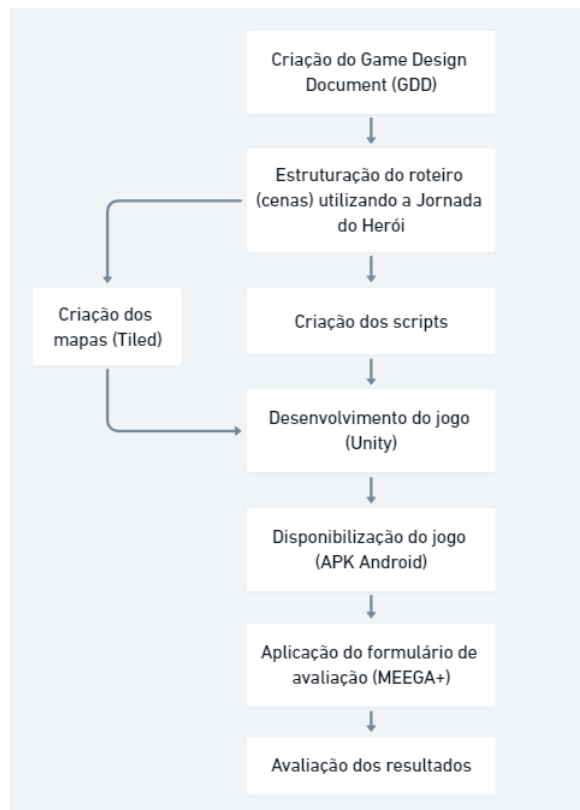 Criação do Game Design
Document (GDD)
Estruturação do roteiro
(cenas) utilizando a Jornada
do Herói
Criação dos
mapas (Tiled)
Criação dos scripts
Desenvolvimento do jogo
(Unity)
Disponibilização do jogo
(APK Android)
Aplicação do formulário de
avaliação (MEEGA+)
Avaliação dos resultados